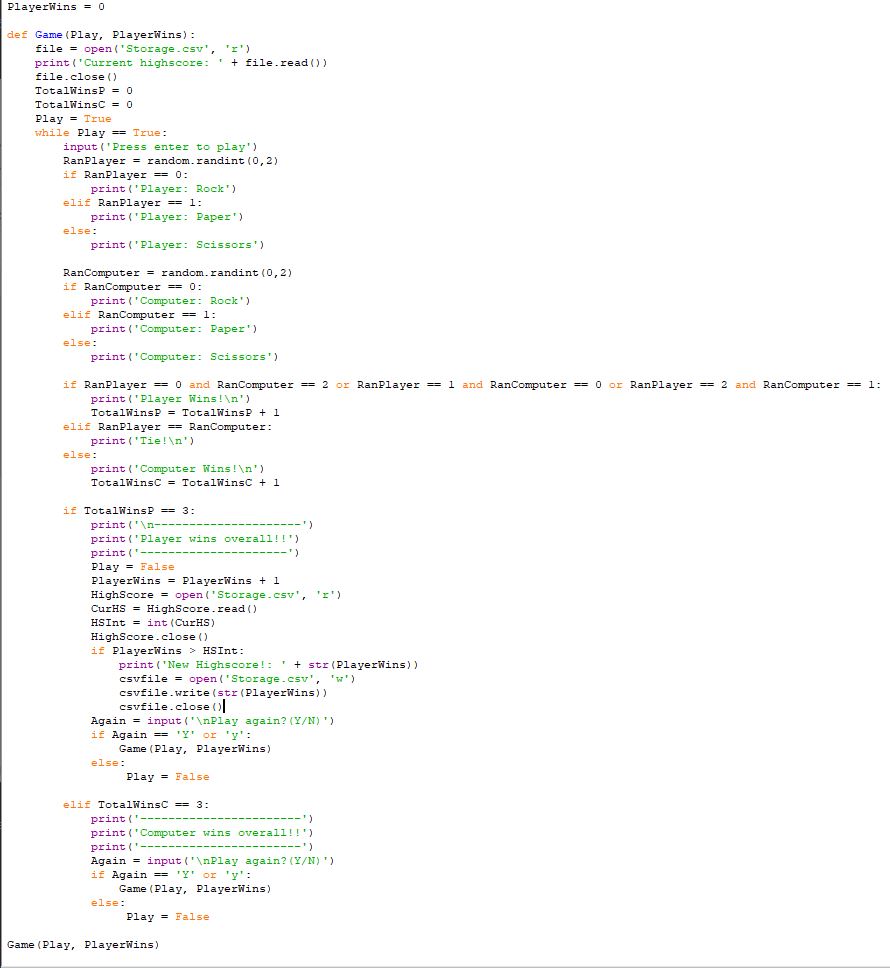 PlayerWins = 0
def Game(Play, PlayerWins):
    file = open('Storage.csv', 'r')
    print('Current highscore: ' + file.read())
    file.close()
    TotalWinsP = 0
    TotalWinsC = 0
    Play = True
    while Play == True:
        input('Press enter to play')
        RanPlayer = random.randint(0,2)
        if RanPlayer == 0:
            print('Player: Rock')
        elif RanPlayer == 1:
            print('Player: Paper')
        else:
            print('Player: Scissors')

        RanComputer = random.randint(0,2)
        if RanComputer == 0:
            print('Computer: Rock')
        elif RanComputer == 1:
            print('Computer: Paper')
        else:
            print('Computer: Scissors')

        if RanPlayer == 0 and RanComputer == 2 or RanPlayer == 1 and RanComputer == 0 or RanPlayer == 2 and RanComputer == 1:
            print('Player Wins!\n')
            TotalWinsP = TotalWinsP + 1
        elif RanPlayer == RanComputer:
            print('Tie!\n')
        else:
            print('Computer Wins!\n')
            TotalWinsC = TotalWinsC + 1

        if TotalWinsP == 3:
            print('\n---------------------')
            print('Player wins overall!!')
            print('---------------------')
            Play = False
            PlayerWins = PlayerWins + 1
            HighScore = open('Storage.csv', 'r')
            CurHS = HighScore.read()
            HSInt = int(CurHS)
            HighScore.close()
            if PlayerWins > HSInt:
                print('New Highscore!: ' + str(PlayerWins))
                csvfile = open('Storage.csv', 'w')
                csvfile.write(str(PlayerWins))
                csvfile.close()
            Again = input('\nPlay again?(Y/N)')
            if Again == 'Y' or 'y':
                Game(Play, PlayerWins)
            else:
                 Play = False

        elif TotalWinsC == 3:
            print('-----------------------')
            print('Computer wins overall!!')
            print('-----------------------')
            Again = input('\nPlay again?(Y/N)')
            if Again == 'Y' or 'y':
                Game(Play, PlayerWins)
            else:
                 Play = False

Game(Play, PlayerWins)